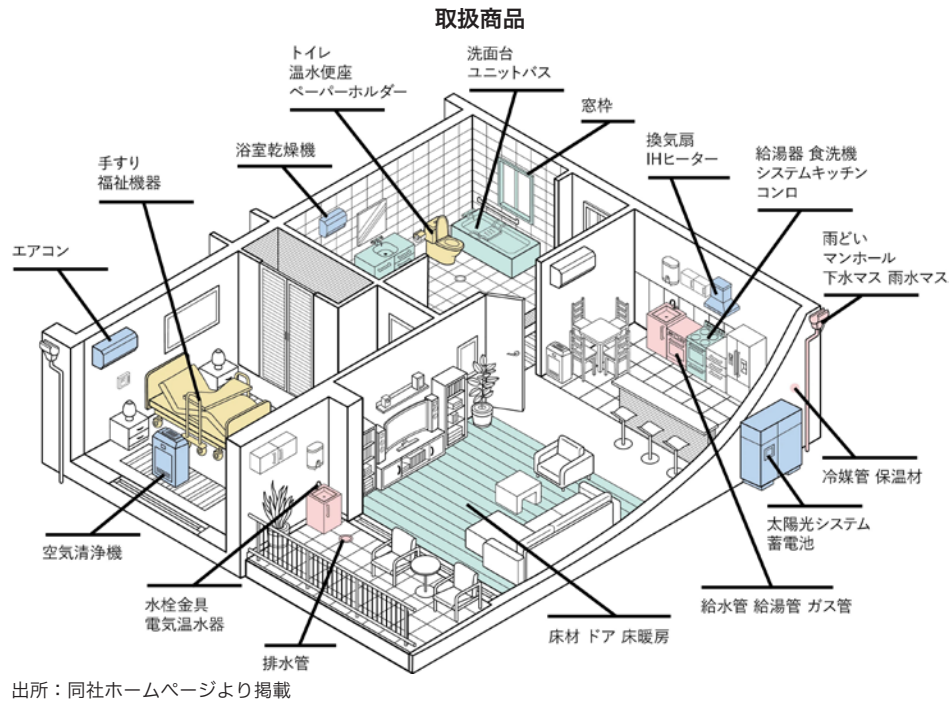 取扱商品
トイレ
温水便座
ペーパーホルダー
洗面台
ユニットバス
窓枠
換気扇
IHヒーター
給湯器 食洗機
システムキッチン
コンロ
浴室乾燥機
手すり
福祉機器
エアコン
雨どい
マンホール
下水マス 雨水マス
冷媒管 保温材
太陽光システム
蓄電池
空気清浄機
水栓金具
電気温水器
排水管
床材 ドア 床暖房
給水管 給湯管 ガス管
出所：同社ホームページより掲載